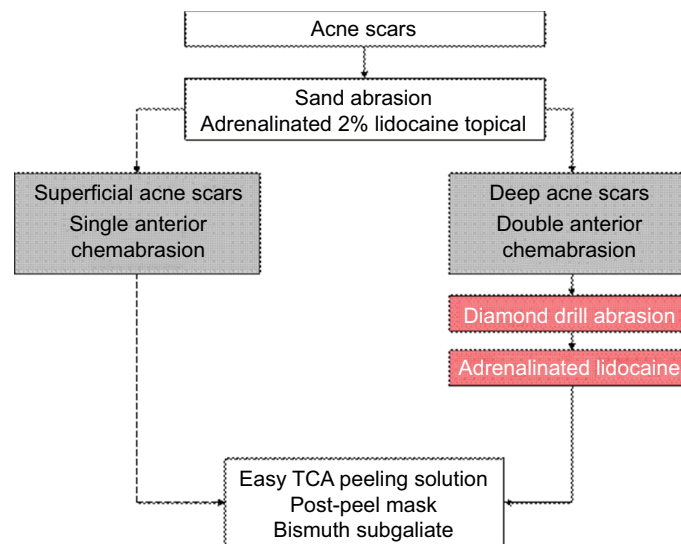 Acne scars
Sand abrasion
Adrenalinated 2% lidocaine topical
Superficial acne scars
Single anterior
chemabrasion
Deep acne scars
Double anterior
chemabrasion
Diamond drill abrasion
Adrenalinated lidocaine
Easy TCA peeling solution
Post-peel mask
Bismuth subgaliate